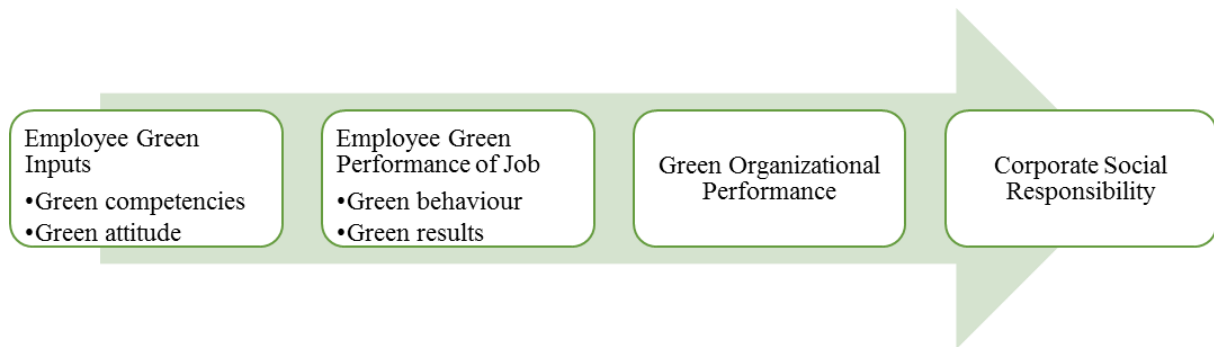 Employee Green
Inputs
•Green competencies
•Green attitude
Employee Green
Performance of Job
•Green behaviour
•Green results
Green Organizational
Performance
Corporate Social
Responsibility